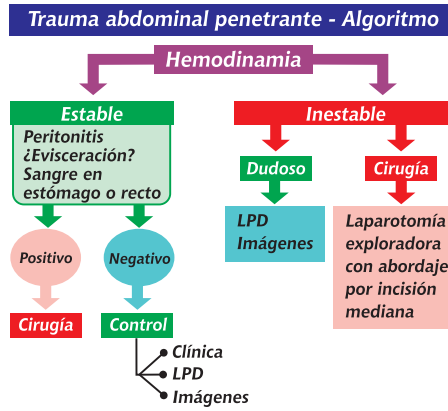 Trauma abdominal penetrante - Algoritmo
Hemodinamia
Estable
Peritonitis
¿Evisceración?
Sangre en
estómago o recto
Positivo
Negativo
Cirugía
Control
Clínica
LPD
Imágenes
Inestable
Dudoso
Cirugía
LPD
Imágenes
Laparotomía
exploradora
con abordaje
por incisión
mediana